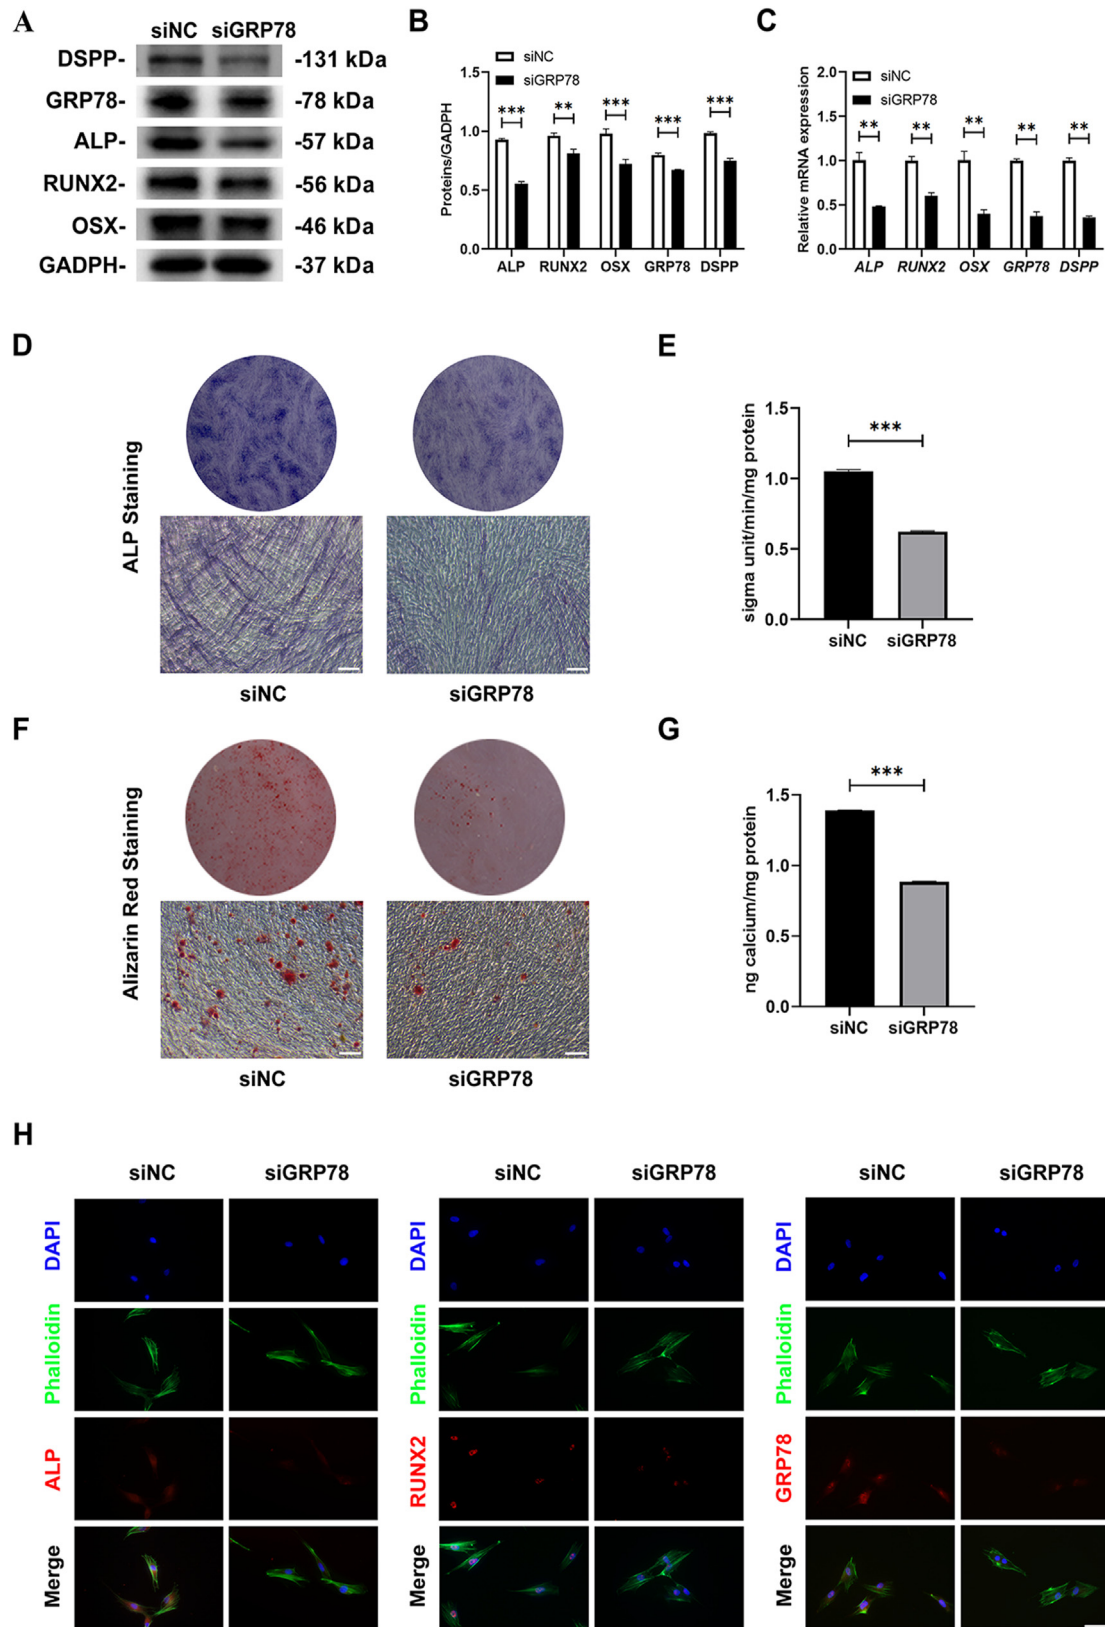 A
siNC siGRP78
DSPP- -131 kDa
GRP78- -78 kDa
ALP- -57 kDa
RUNX2- -56 kDa
OSX- -46 kDa
GADPH- -37 kDa
B
siNC
siGRP78
Proteins/GADPH
1.5
1.0
0.5
0.0
*** ** *** *** ***
ALP RUNX2 OSX GRP78 DSPP
C
siNC
siGRP78
Relative mRNA expression
2.0
1.5
1.0
0.5
0.0
** ** ** ** **
ALP RUNX2 OSX GRP78 DSPP
D
ALP Staining
siNC siGRP78
E
sigma unit/min/mg protein
1.5
1.0
0.5
0.0
***
siNC siGRP78
F
Alizarin Red Staining
siNC siGRP78
G
ng calcium/mg protein
1.5
1.0
0.5
0.0
***
siNC siGRP78
H
siNC siGRP78 siNC siGRP78 siNC siGRP78
DAPI DAPI DAPI
Phalloidin Phalloidin Phalloidin
ALP RUNX2 GRP78
Merge Merge Merge